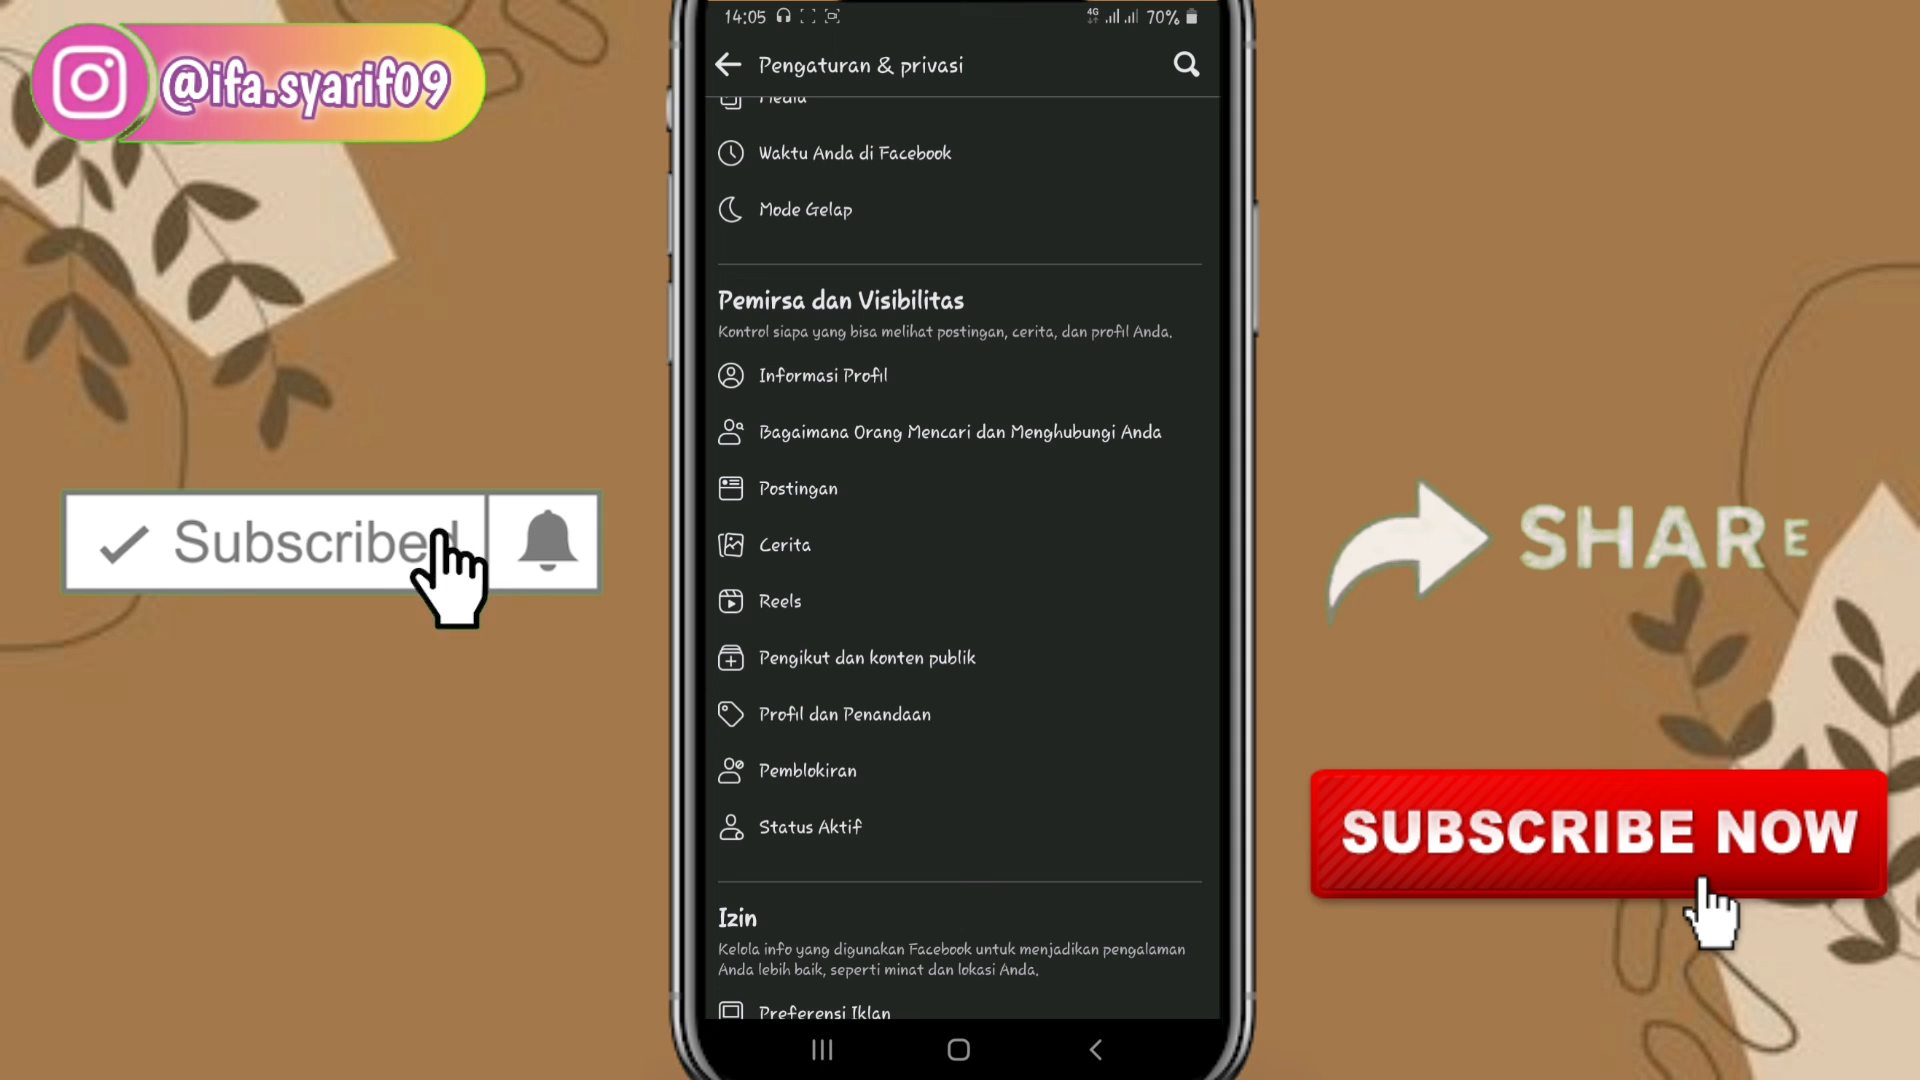 @ifa.syarif09
14:05
4G
70%
Pengaturan & privasi
Media
Waktu Anda di Facebook
Mode Gelap
Pemirsa dan Visibilitas
Kontrol siapa yang bisa melihat postingan, cerita, dan profil Anda.
Informasi Profil
Bagaimana Orang Mencari dan Menghubungi Anda
Postingan
Cerita
Reels
Pengikut dan konten publik
Profil dan Penandaan
Pemblokiran
Status Aktif
Izin
Kelola info yang digunakan Facebook untuk menjadikan pengalaman
Anda lebih baik, seperti minat dan lokasi Anda.
Preferensi Iklan
Subscribed
SHARE
SUBSCRIBE NOW